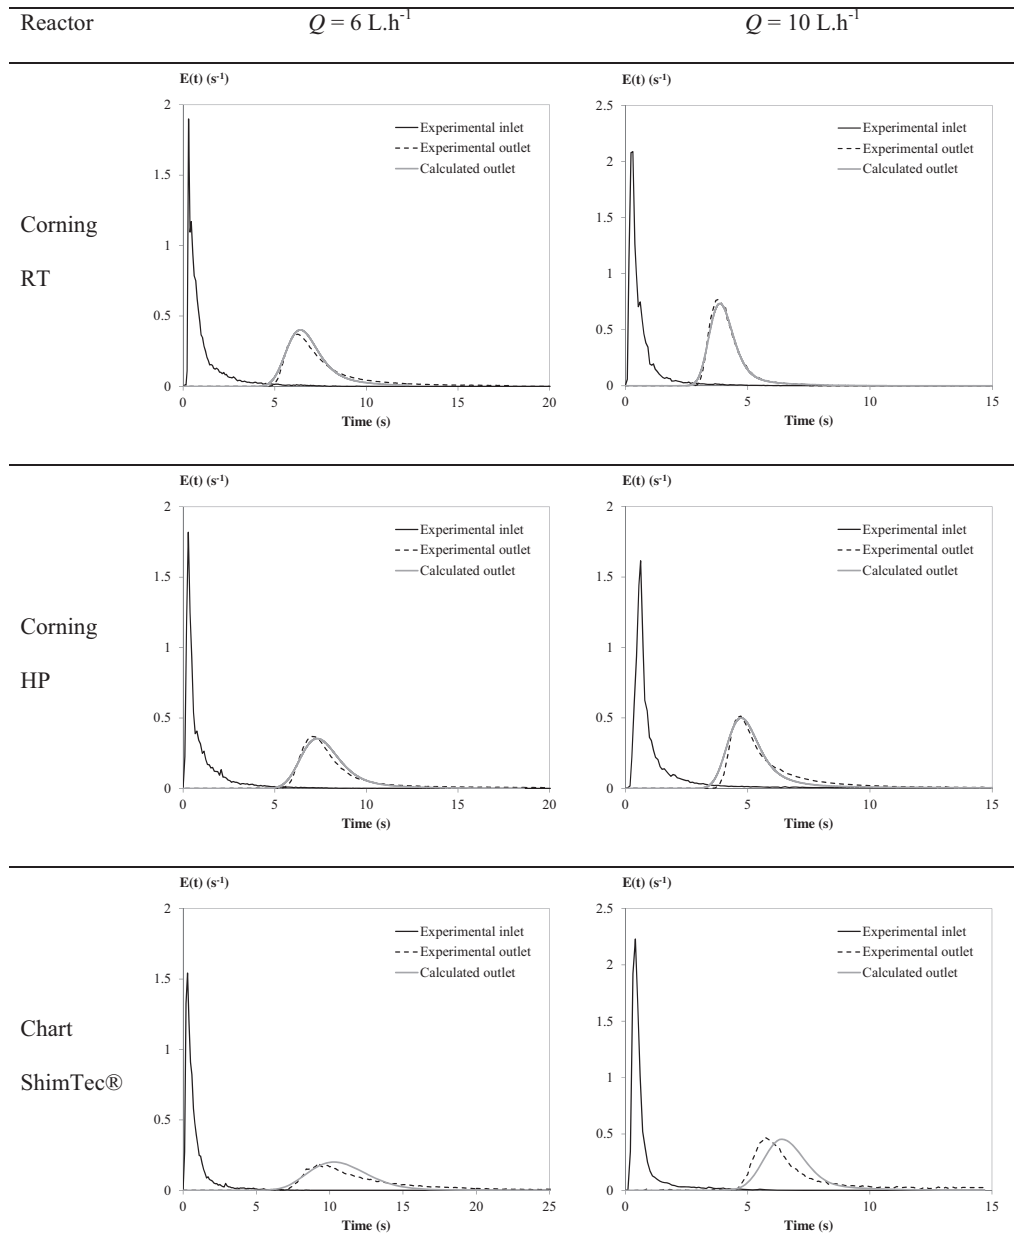 Reactor Q = 6 L.h⁻¹ Q = 10 L.h⁻¹
Corning
RT
E(t) (s⁻¹)
2
1.5
1
0.5
0
0 5 10 15 20
Time (s)
Experimental inlet
Experimental outlet
Calculated outlet
E(t) (s⁻¹)
2.5
2
1.5
1
0.5
0
0 5 10 15
Time (s)
Experimental inlet
Experimental outlet
Calculated outlet
Corning
HP
E(t) (s⁻¹)
2
1.5
1
0.5
0
0 5 10 15 20
Time (s)
Experimental inlet
Experimental outlet
Calculated outlet
E(t) (s⁻¹)
2
1.5
1
0.5
0
0 5 10 15
Time (s)
Experimental inlet
Experimental outlet
Calculated outlet
Chart
ShimTec®
E(t) (s⁻¹)
2
1.5
1
0.5
0
0 5 10 15 20 25
Time (s)
Experimental inlet
Experimental outlet
Calculated outlet
E(t) (s⁻¹)
2.5
2
1.5
1
0.5
0
0 5 10 15
Time (s)
Experimental inlet
Experimental outlet
Calculated outlet